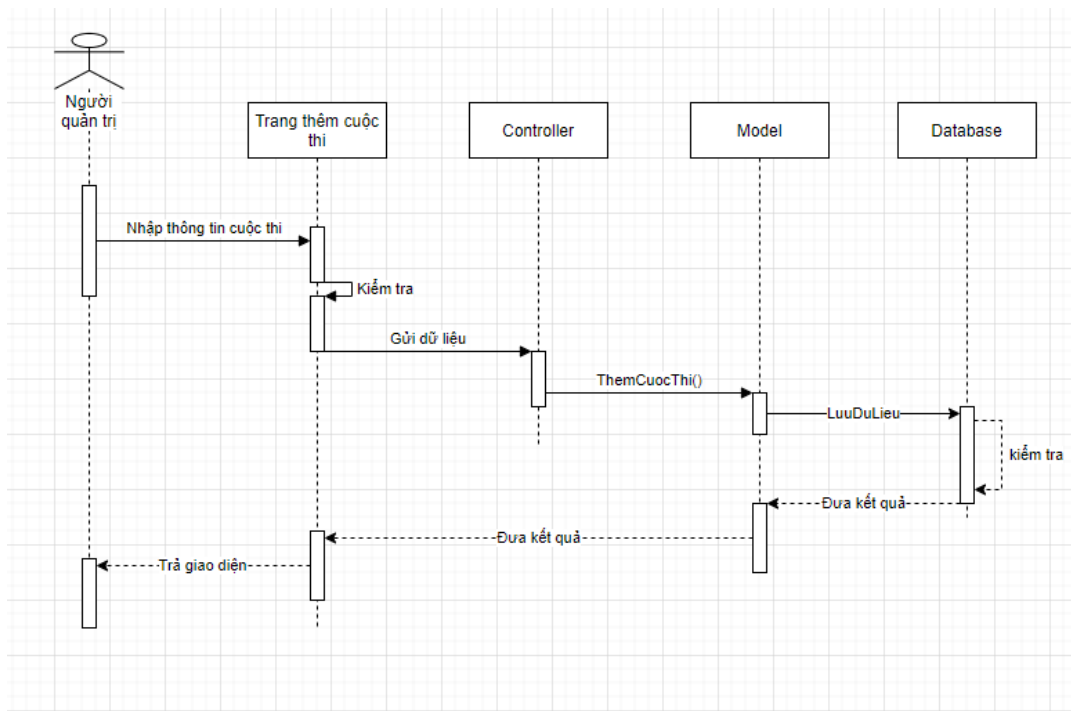 Người
quản trị
Trang thêm cuộc
thi
Controller
Model
Database
Nhập thông tin cuộc thi
Kiểm tra
Gửi dữ liệu
ThemCuocThi()
LuuDuLieu
kiểm tra
Đưa kết quả
Đưa kết quả
Trả giao diện